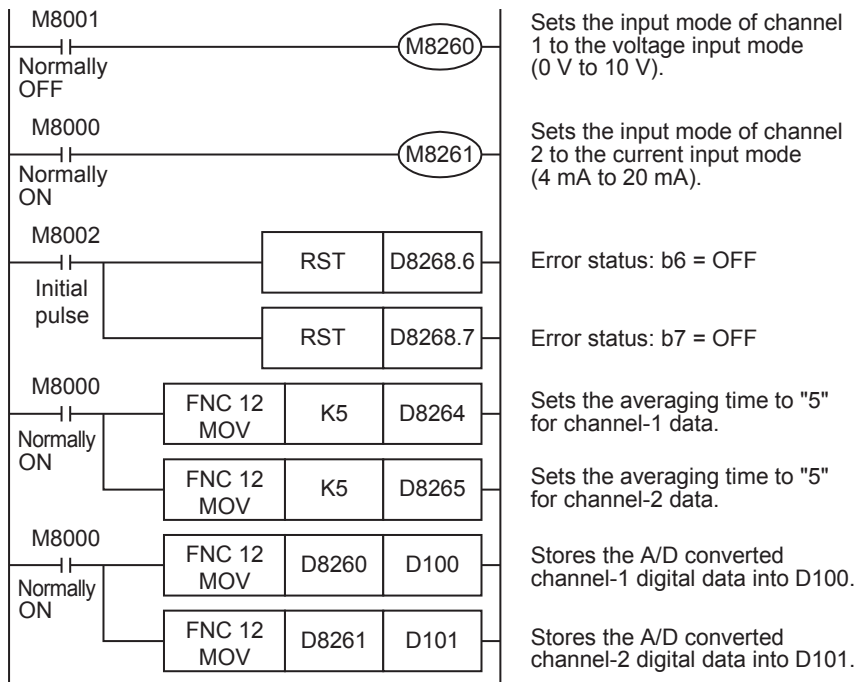 M8001
M8260
Normally
OFF
Sets the input mode of channel
1 to the voltage input mode
(0 V to 10 V).
M8000
M8261
Normally
ON
Sets the input mode of channel
2 to the current input mode
(4 mA to 20 mA).
M8002
Initial
pulse
RST D8268.6
Error status: b6 = OFF
RST D8268.7
Error status: b7 = OFF
M8000
Normally
ON
FNC 12
MOV
K5 D8264
Sets the averaging time to "5"
for channel-1 data.
FNC 12
MOV
K5 D8265
Sets the averaging time to "5"
for channel-2 data.
M8000
Normally
ON
FNC 12
MOV
D8260 D100
Stores the A/D converted
channel-1 digital data into D100.
FNC 12
MOV
D8261 D101
Stores the A/D converted
channel-2 digital data into D101.